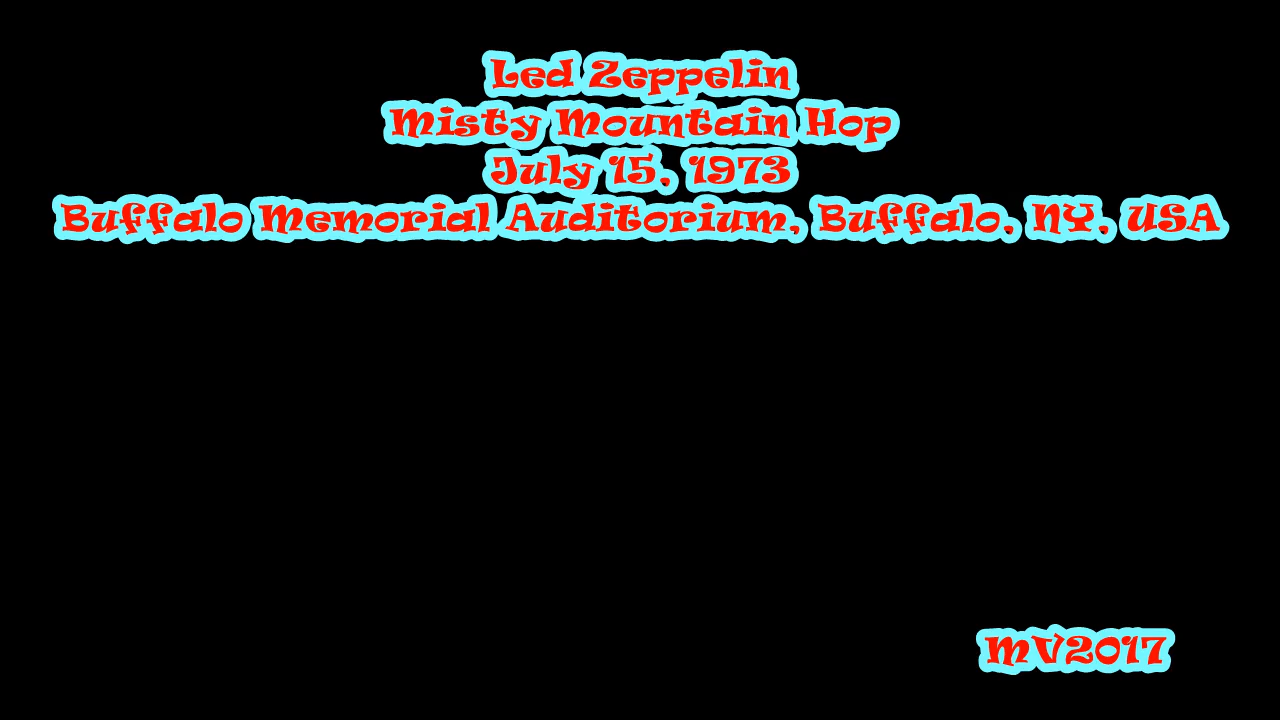 Led Zeppelin
Misty Mountain Hop
July 15, 1973
Buffalo Memorial Auditorium, Buffalo, NY, USA
MV2017